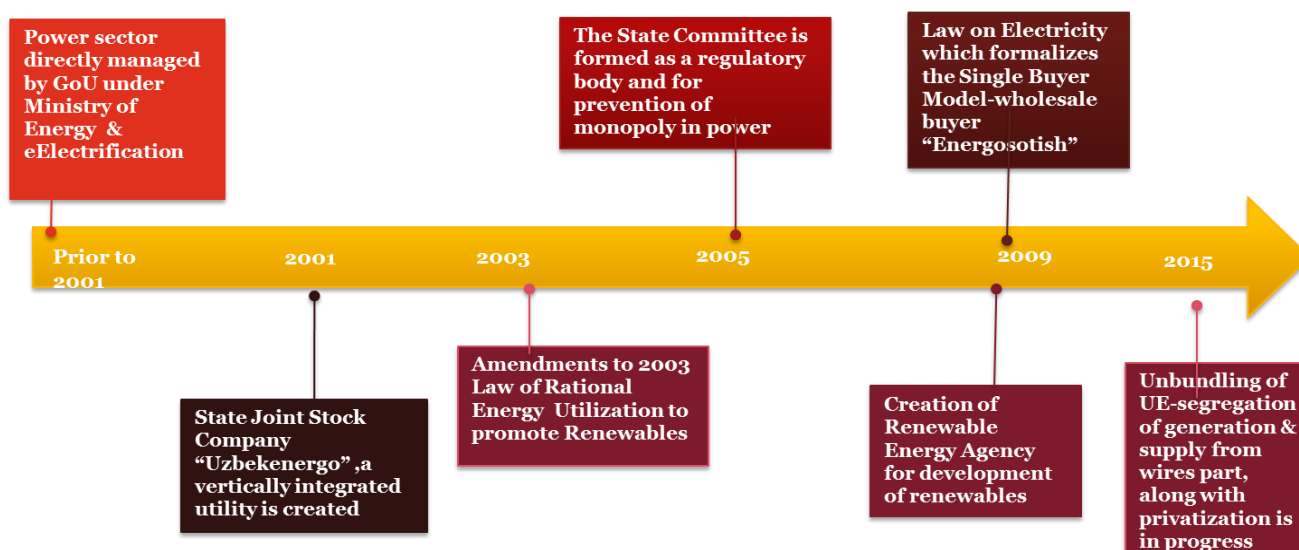 Power sector
directly managed
by GoU under
Ministry of
Energy &
eElectrification
The State Committee is
formed as a regulatory
body and for
prevention of
monopoly in power
Law on Electricity
which formalizes
the Single Buyer
Model-wholesale
buyer
“Energosotish”
Prior to
2001
2001
2003
2005
2009
2015
State Joint Stock
Company
“Uzbekenergo” ,a
vertically integrated
utility is created
Amendments to 2003
Law of Rational
Energy Utilization to
promote Renewables
Creation of
Renewable
Energy Agency
for development
of renewables
Unbundling of
UE-segregation
of generation &
supply from
wires part,
along with
privatization is
in progress